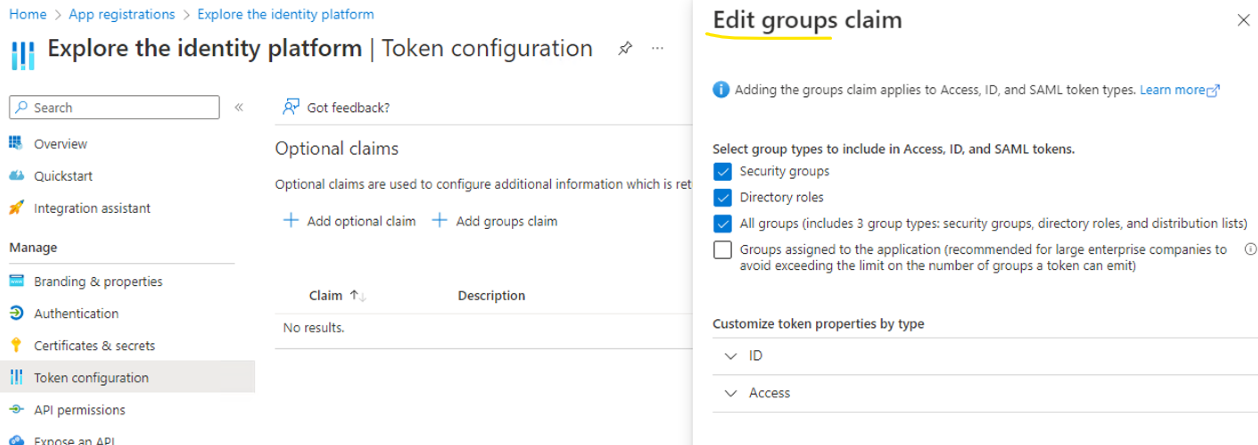 Home > App registrations > Explore the identity platform
Explore the identity platform | Token configuration
Search
Overview
Quickstart
Integration assistant
Manage
Branding & properties
Authentication
Certificates & secrets
Token configuration
API permissions
Expose an API
Got feedback?
Optional claims
Optional claims are used to configure additional information which is ret
Add optional claim
Add groups claim
Claim
Description
No results.
Edit groups claim
Adding the groups claim applies to Access, ID, and SAML token types. Learn more
Select group types to include in Access, ID, and SAML tokens.
Security groups
Directory roles
All groups (includes 3 group types: security groups, directory roles, and distribution lists)
Groups assigned to the application (recommended for large enterprise companies to
avoid exceeding the limit on the number of groups a token can emit)
Customize token properties by type
ID
Access